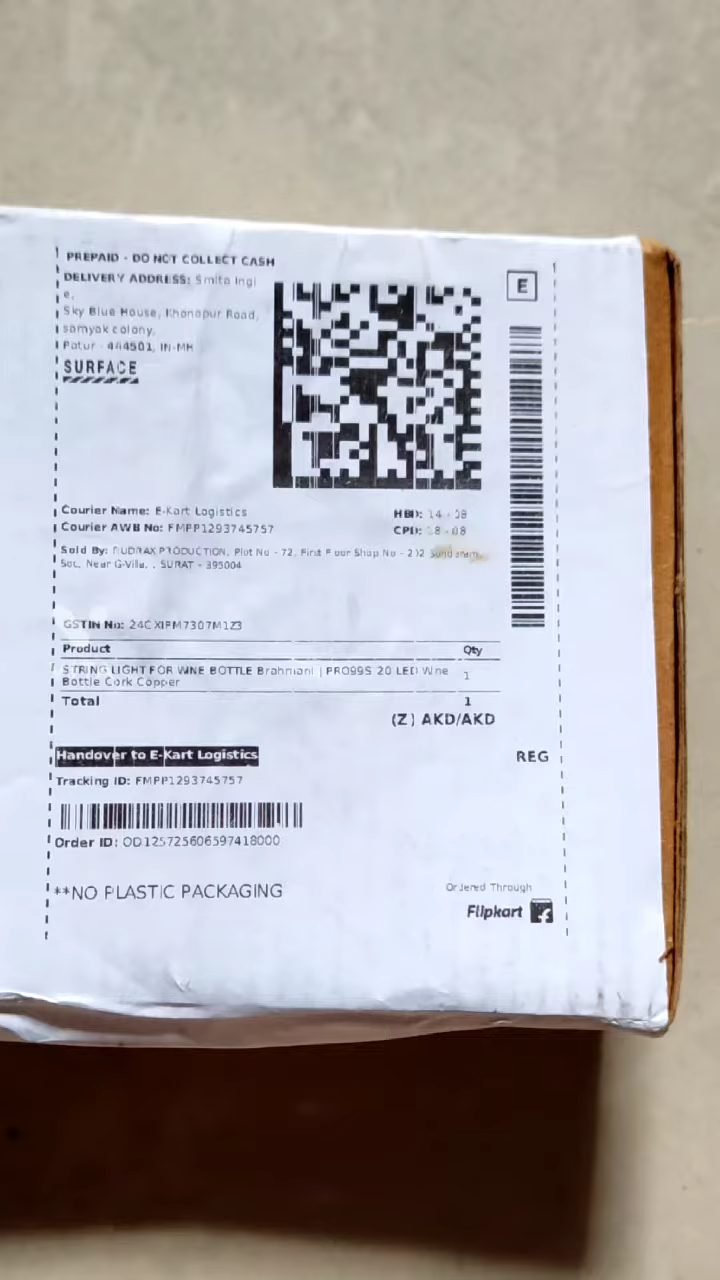 PREPAID - DO NOT COLLECT CASH
DELIVERY ADDRESS: Smita Ingl
e,
Sky Blue House, Khanapur Road,
samyak colony,
Patur - 444501, IN-MH
SURFACE
E
Courier Name: E-Kart Logistics
HBD: 14 - 08
Courier AWB No: FMPP1293745757
CPD: 18 - 08
Sold By: RUDRAX PRODUCTION, Plot No - 72, First Floor Shop No - 202
Soc, Near G-Villa, , SURAT - 395004
GSTIN No:
Product Qty
STRING LIGHT FOR WINE BOTTLE Brahmani | PRO99S 20 LED Wine 1
Bottle Cork Copper
Total 1
(Z) AKD/AKD
Handover to E-Kart Logistics
REG
Tracking ID: FMPP1293745757
Order ID: OD125725606597418000
**NO PLASTIC PACKAGING
Ordered Through
Flipkart